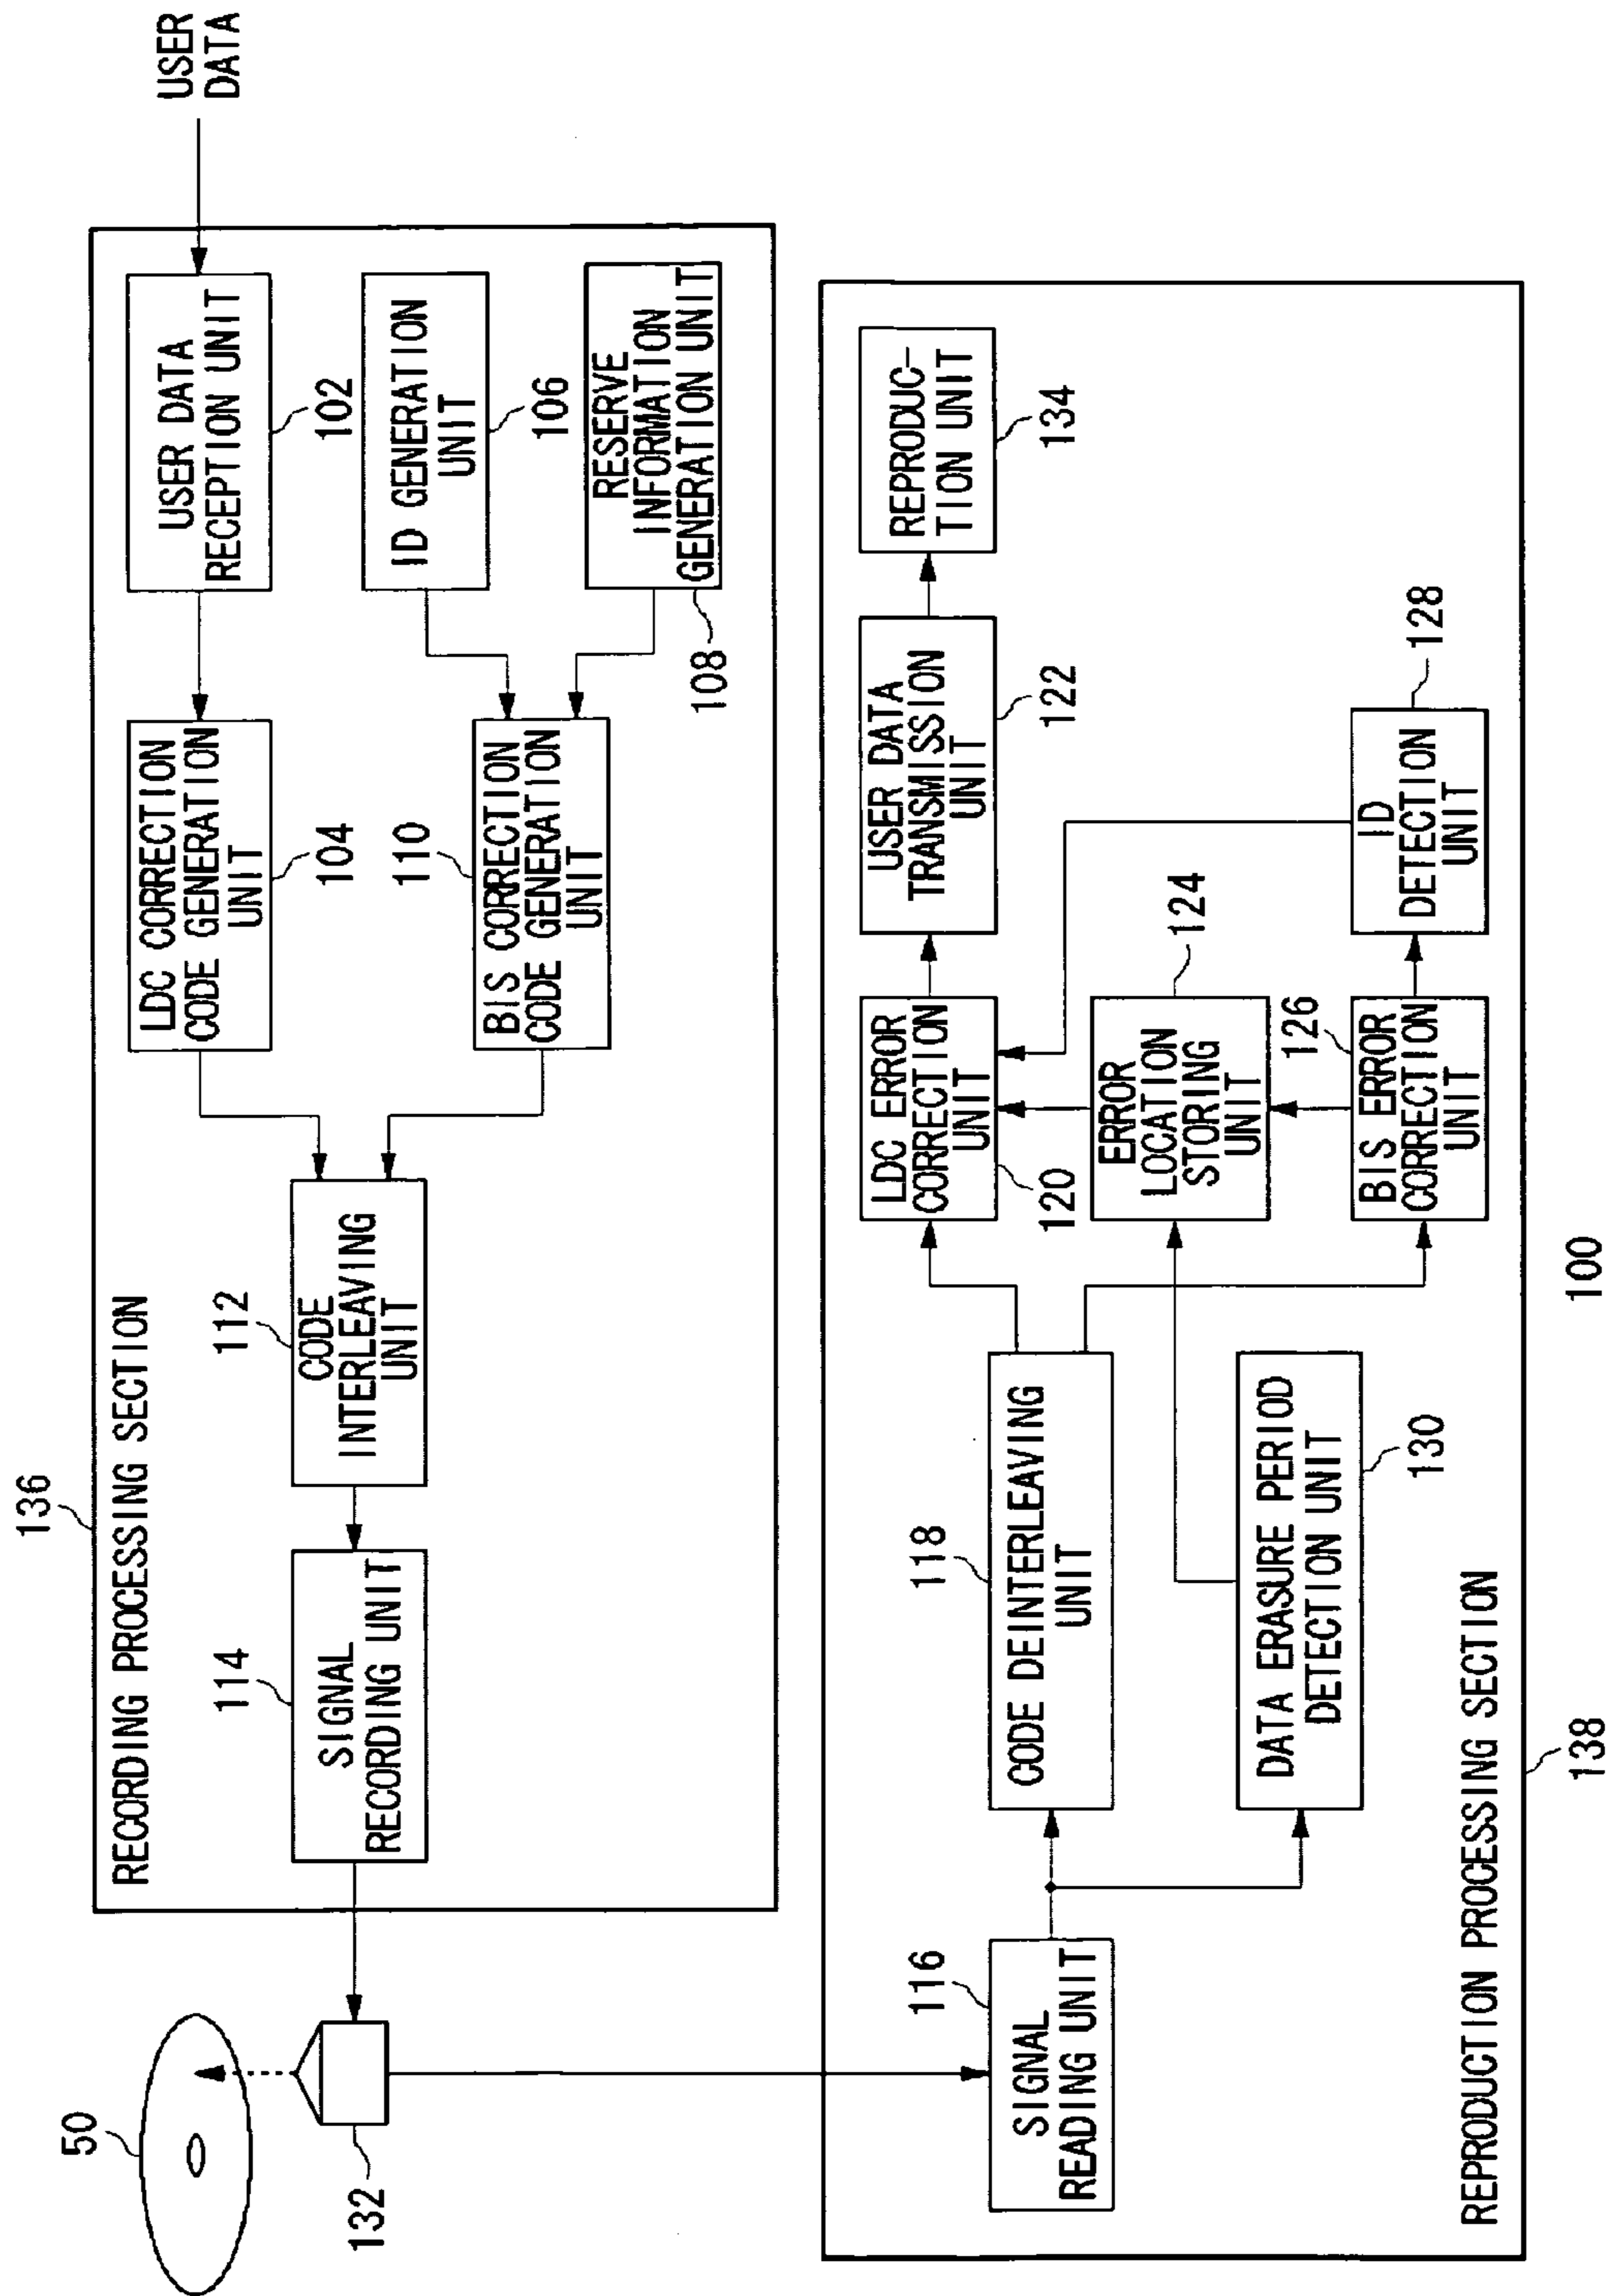 50
132
136
RECORDING PROCESSING SECTION
USER
DATA
USER DATA
RECEPTION UNIT
102
ID GENERATION
UNIT
106
RESERVE
INFORMATION
GENERATION UNIT
108
LDC CORRECTION
CODE GENERATION
UNIT
104
110
BIS CORRECTION
CODE GENERATION
UNIT
112
CODE
INTERLEAVING
UNIT
114
SIGNAL
RECORDING UNIT
116
SIGNAL
READING UNIT
118
CODE DEINTERLEAVING
UNIT
DATA ERASURE PERIOD
DETECTION UNIT
130
LDC ERROR
CORRECTION
UNIT
120
ERROR
LOCATION
STORING
UNIT
124
126
BIS ERROR
CORRECTION
UNIT
USER DATA
TRANSMISSION
UNIT
122
128
ID
DETECTION
UNIT
REPRODUC-
TION UNIT
134
REPRODUCTION PROCESSING SECTION
138
100